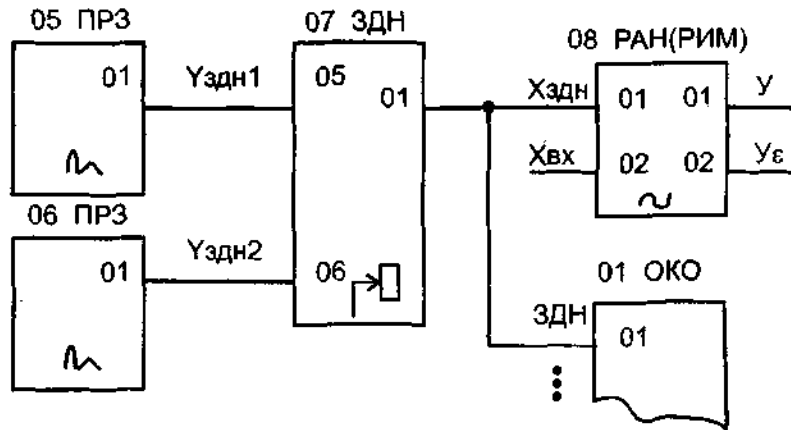 05 ПРЗ
01
Yздн1
07 ЗДН
05
01
06
08 РАН(РИМ)
Xздн
01 01
У
Xвх
02 02
Уε
06 ПРЗ
01
Yздн2
01 ОКО
ЗДН
01